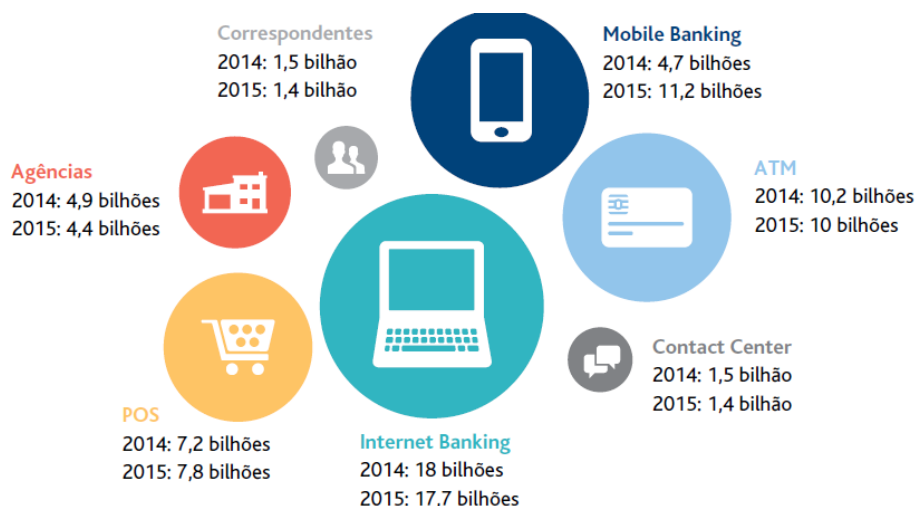 Correspondentes
2014: 1,5 bilhão
2015: 1,4 bilhão
Mobile Banking
2014: 4,7 bilhões
2015: 11,2 bilhões
Agências
2014: 4,9 bilhões
2015: 4,4 bilhões
ATM
2014: 10,2 bilhões
2015: 10 bilhões
Contact Center
2014: 1,5 bilhão
2015: 1,4 bilhão
POS
2014: 7,2 bilhões
2015: 7,8 bilhões
Internet Banking
2014: 18 bilhões
2015: 17,7 bilhões